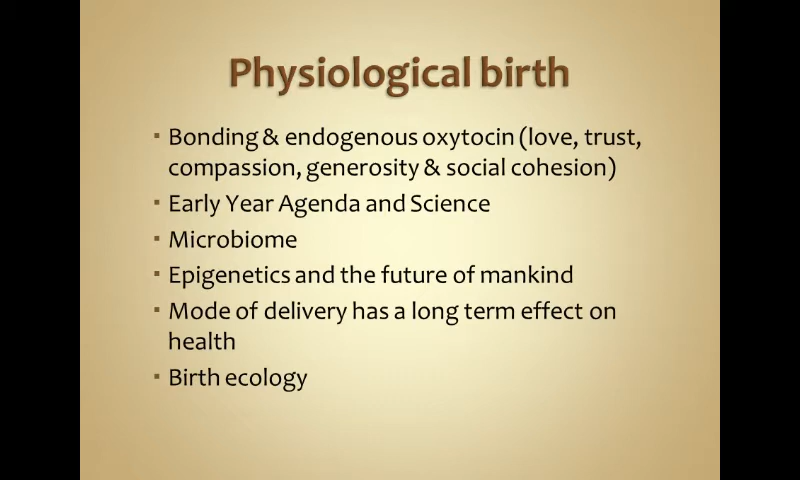 Physiological birth
▪ Bonding & endogenous oxytocin (love, trust,
compassion, generosity & social cohesion)
▪ Early Year Agenda and Science
▪ Microbiome
▪ Epigenetics and the future of mankind
▪ Mode of delivery has a long term effect on
health
▪ Birth ecology